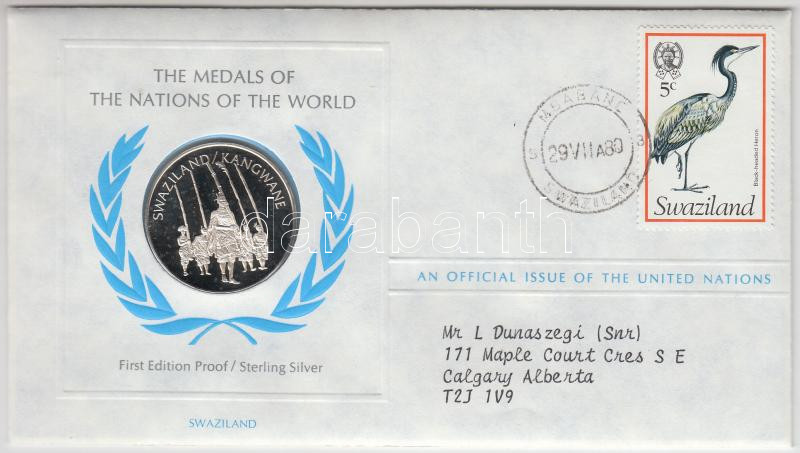 THE MEDALS OF
THE NATIONS OF THE WORLD
SWAZILAND/KANGWANE
First Edition Proof / Sterling Silver
SWAZILAND
MBABANE
29 VII A80
SWAZILAND
5c
Black-headed Heron
Swaziland
AN OFFICIAL ISSUE OF THE UNITED NATIONS
Mr L Dunaszegi (Snr)
171 Maple Court Cres S E
Calgary Alberta
T2J 1V9
darabanth